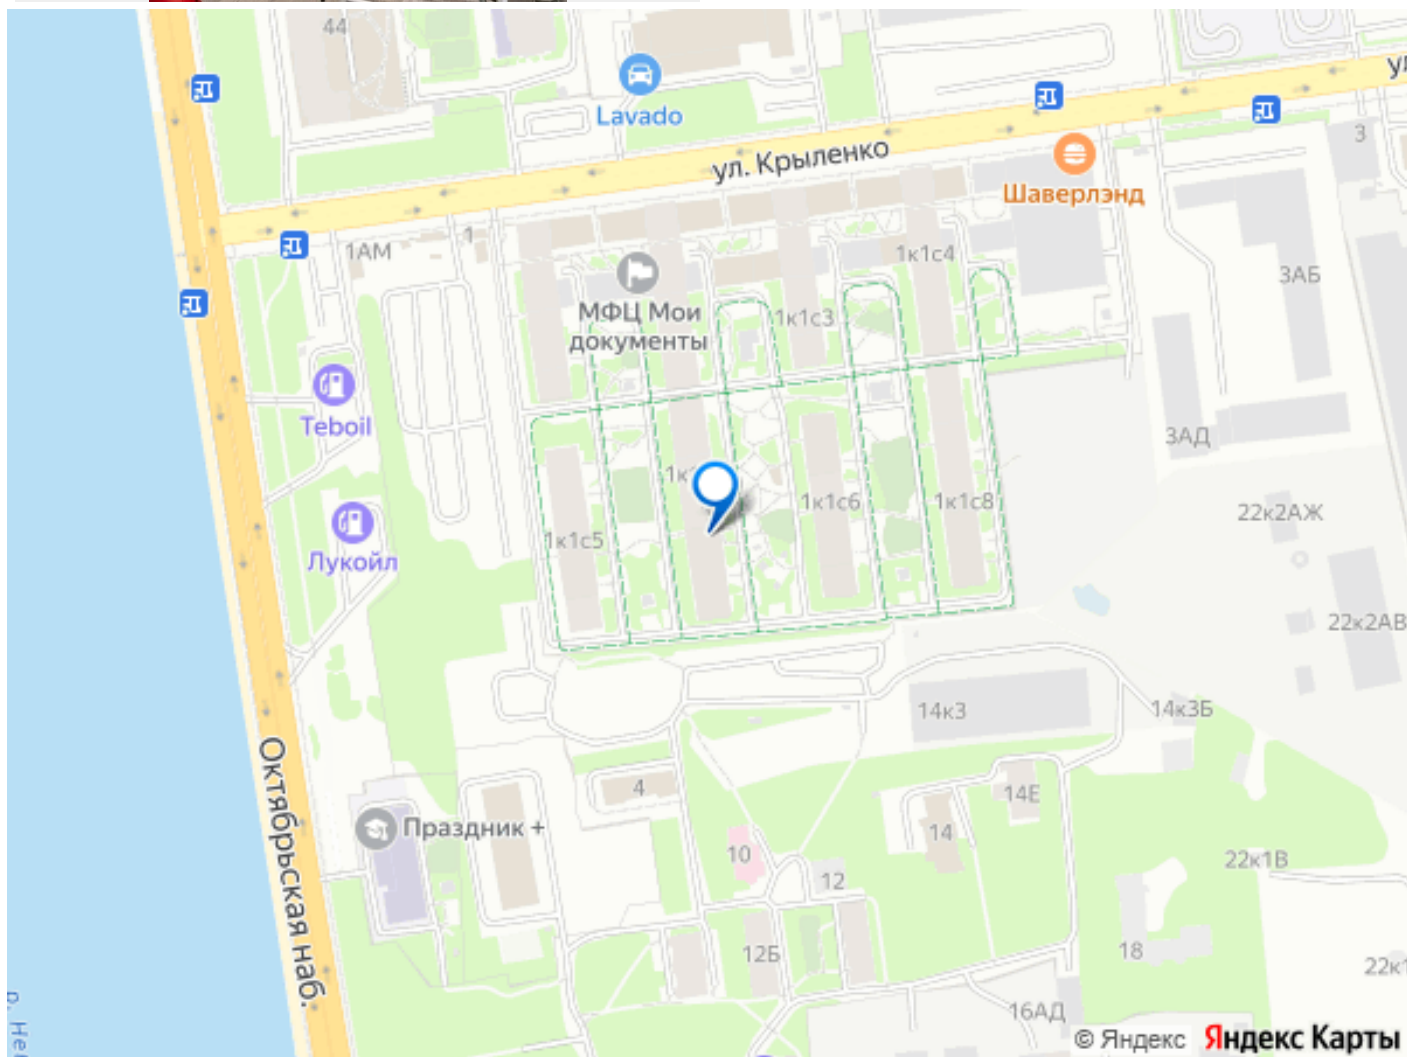 44
Lavado
ул. Крыленко
3
Шаверлэнд
1АМ
1
1к1с4
3АБ
МФЦ Мои
документы
1к1с3
Teboil
3АД
1к1с6
1к1с8
22к2АЖ
1к1с5
Лукойл
22к2АВ
14к3
14к3Б
Октябрьская наб.
4
14Е
Праздник +
14
10
22к1В
12
12Б
18
16АД
© Яндекс
Яндекс Карты